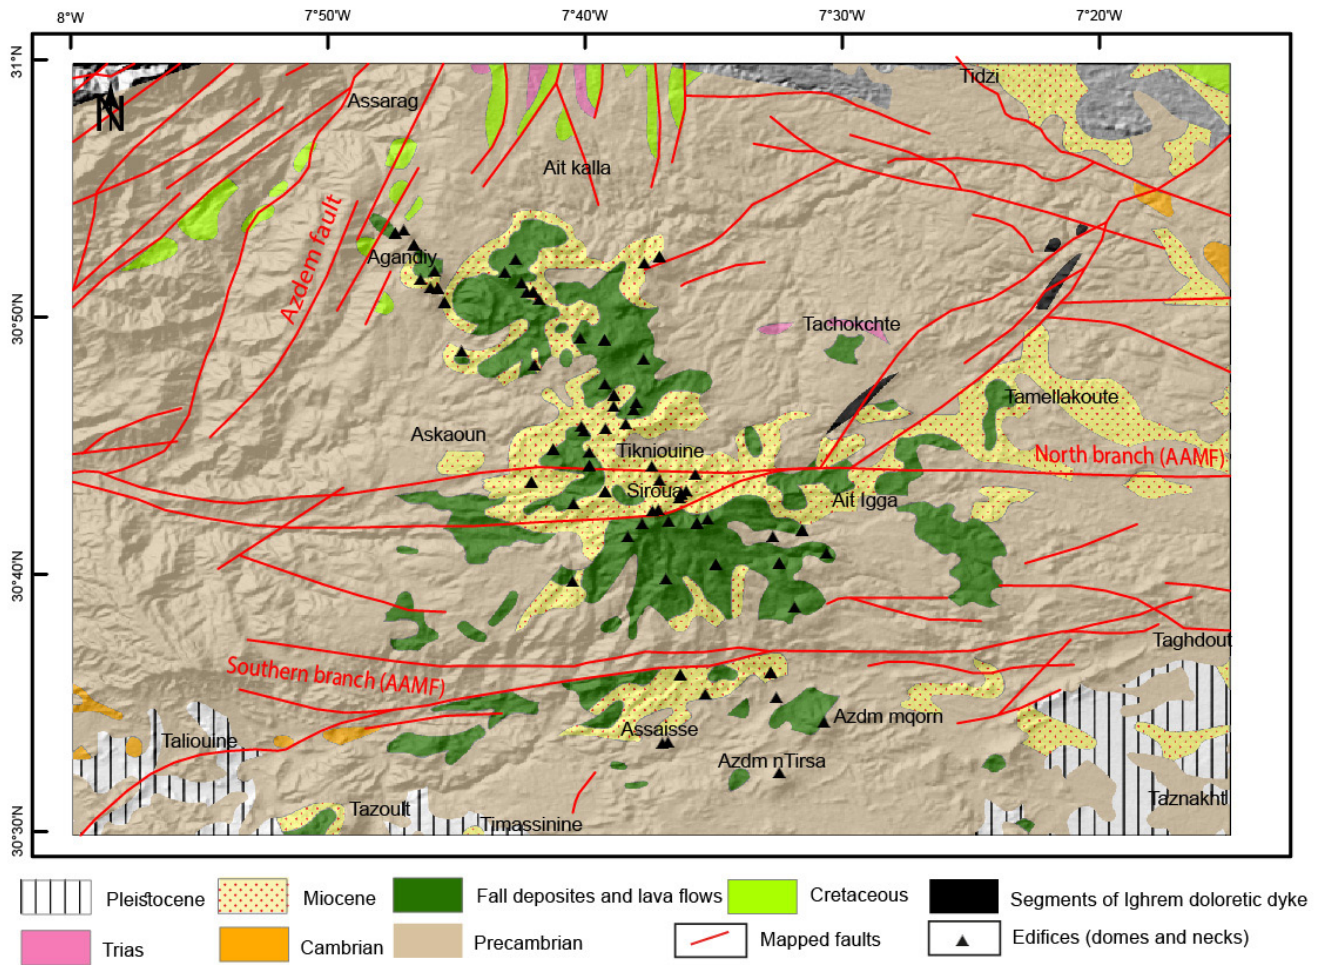 8°W 7°50'W 7°40'W 7°30'W 7°20'W
31°N
30°50'N
30°40'N
30°30'N
N
Tidzi
Assarag
Ait kalla
Azdem fault
Agandiy
Tachokchte
Tamellakoute
Askaoun
Tikniouine
North branch (AAMF)
Siroua
Ait Igga
Taghdout
Southern branch (AAMF)
Azdm mqorn
Assaisse
Taliouine
Azdm nTirsa
Taznakht
Tazoult
Timassinine
Pleistocene Miocene Fall deposites and lava flows Cretaceous Segments of Ighrem doloretic dyke
Trias Cambrian Precambrian Mapped faults Edifices (domes and necks)